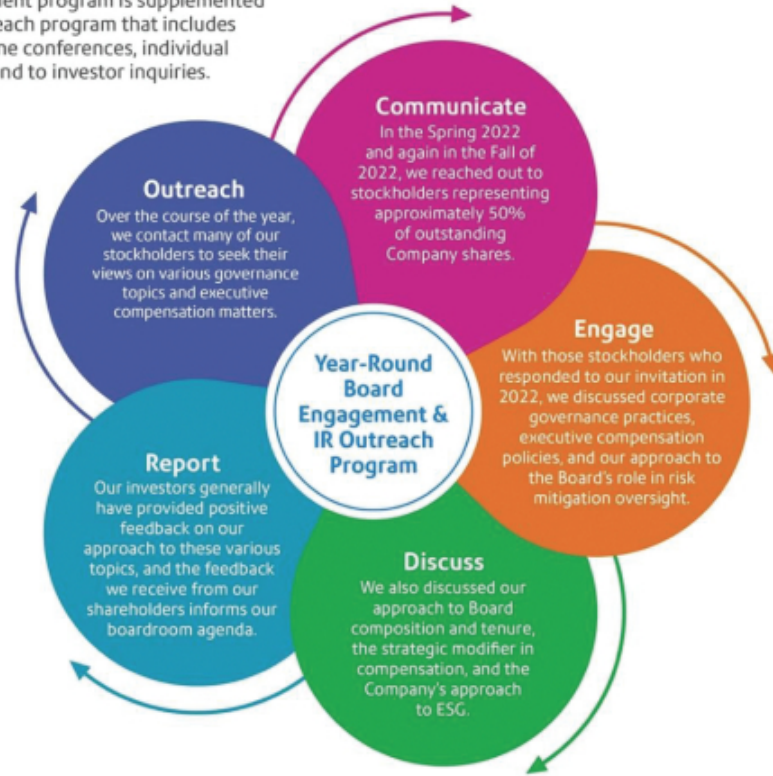 program is supplemented
program that includes
conferences, individual
to investor inquiries.
Communicate
In the Spring 2022
and again in the Fall of
2022, we reached out to
stockholders representing
approximately 50%
of outstanding
Company shares.
Outreach
Over the course of the year,
we contact many of our
stockholders to seek their
views on various governance
topics and executive
compensation matters.
Engage
With those stockholders who
responded to our invitation in
2022, we discussed corporate
governance practices,
executive compensation
policies, and our approach to
the Board's role in risk
mitigation oversight.
Year-Round
Board
Engagement &
IR Outreach
Program
Report
Our investors generally
have provided positive
feedback on our
approach to these various
topics, and the feedback
we receive from our
shareholders informs our
boardroom agenda.
Discuss
We also discussed our
approach to Board
composition and tenure,
the strategic modifier in
compensation, and the
Company's approach
to ESG.